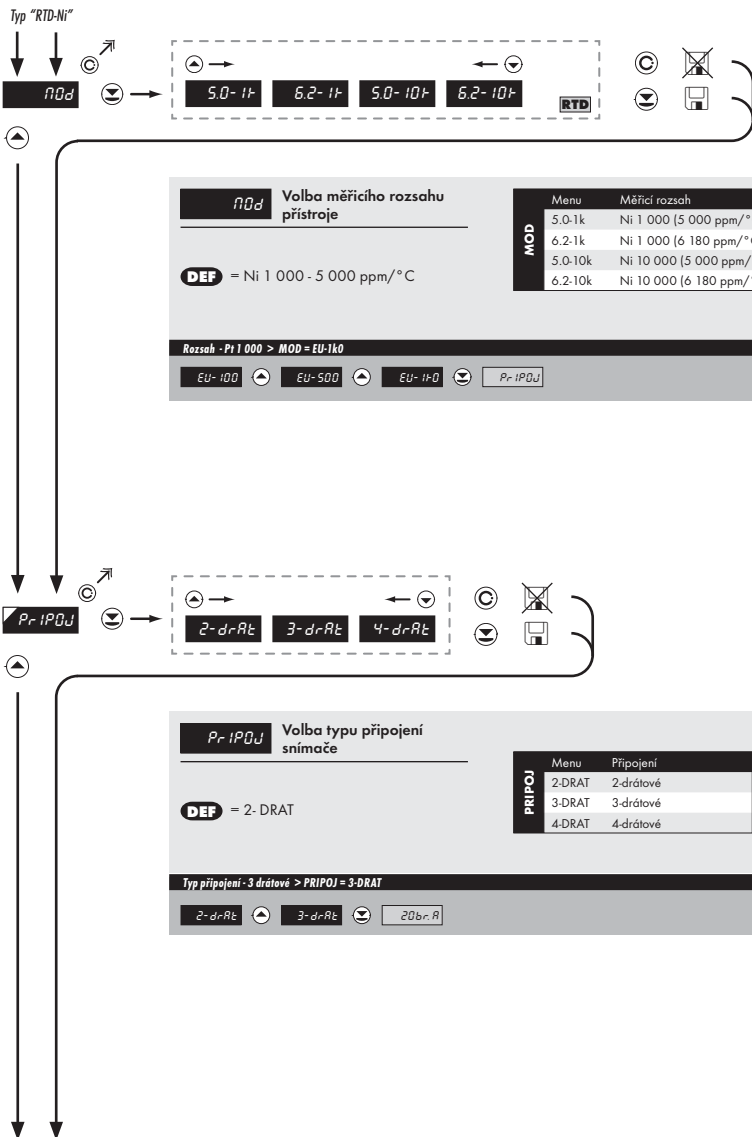 Typ "RTD-Ni"
MOd
5.0- 1k 6.2- 1k 5.0- 10k 6.2- 10k
RTD
MOd Volba měřicího rozsahu přístroje
DEF = Ni 1 000 - 5 000 ppm/°C
MOD
Menu Měřicí rozsah
5.0-1k Ni 1 000 (5 000 ppm/°
6.2-1k Ni 1 000 (6 180 ppm/°
5.0-10k Ni 10 000 (5 000 ppm/
6.2-10k Ni 10 000 (6 180 ppm/
Rozsah - Pt 1 000 > MOD = EU-1k0
EU- 100 EU- 500 EU- 1k0 PrIPOJ
PrIPOJ
2-drAt 3-drAt 4-drAt
PrIPOJ Volba typu připojení snímače
DEF = 2- DRAT
PRIPOJ
Menu Připojení
2-DRAT 2-drátové
3-DRAT 3-drátové
4-DRAT 4-drátové
Typ připojení - 3 drátové > PRIPOJ = 3-DRAT
2-drAt 3-drAt ZObr. A